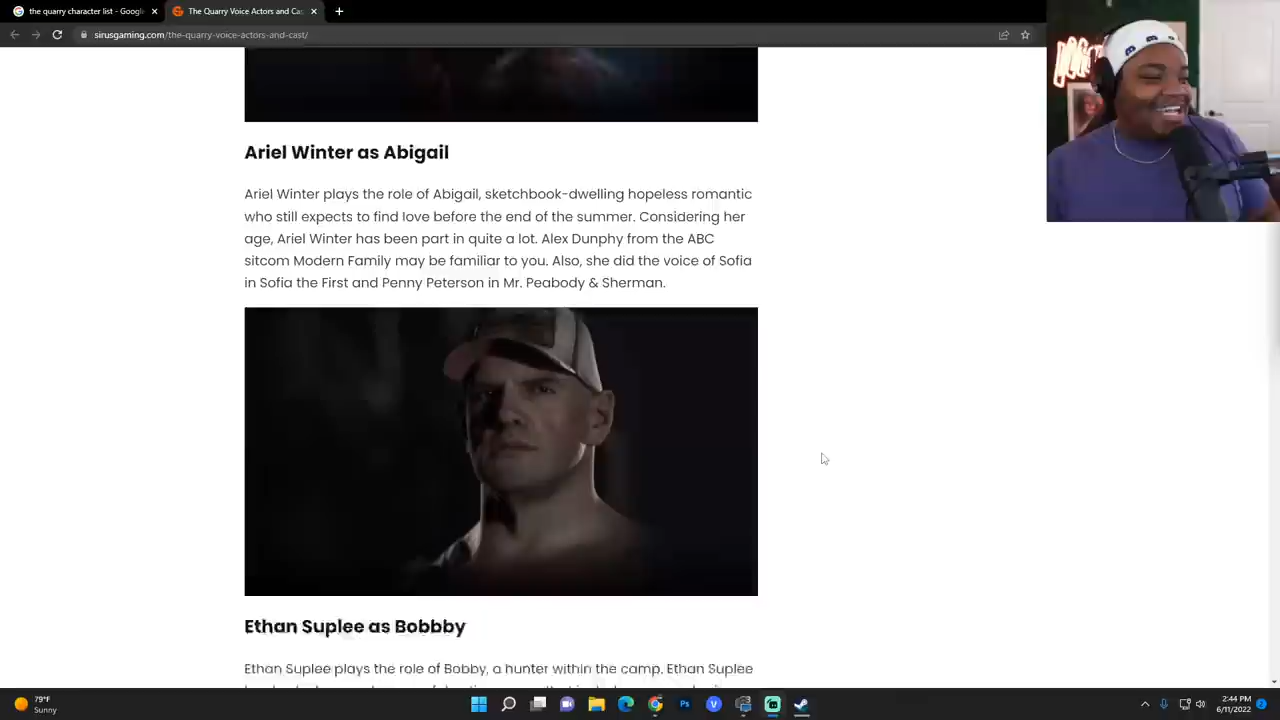 the quarry character list - Google
The Quarry Voice Actors and Ca
sirusgaming.com/the-quarry-voice-actors-and-cast/
Ariel Winter as Abigail
Ariel Winter plays the role of Abigail, sketchbook-dwelling hopeless romantic
who still expects to find love before the end of the summer. Considering her
age, Ariel Winter has been part in quite a lot. Alex Dunphy from the ABC
sitcom Modern Family may be familiar to you. Also, she did the voice of Sofia
in Sofia the First and Penny Peterson in Mr. Peabody & Sherman.
Ethan Suplee as Bobbby
Ethan Suplee plays the role of Bobby, a hunter within the camp. Ethan Suplee
79°F
Sunny
Ps
2:44 PM
6/11/2022